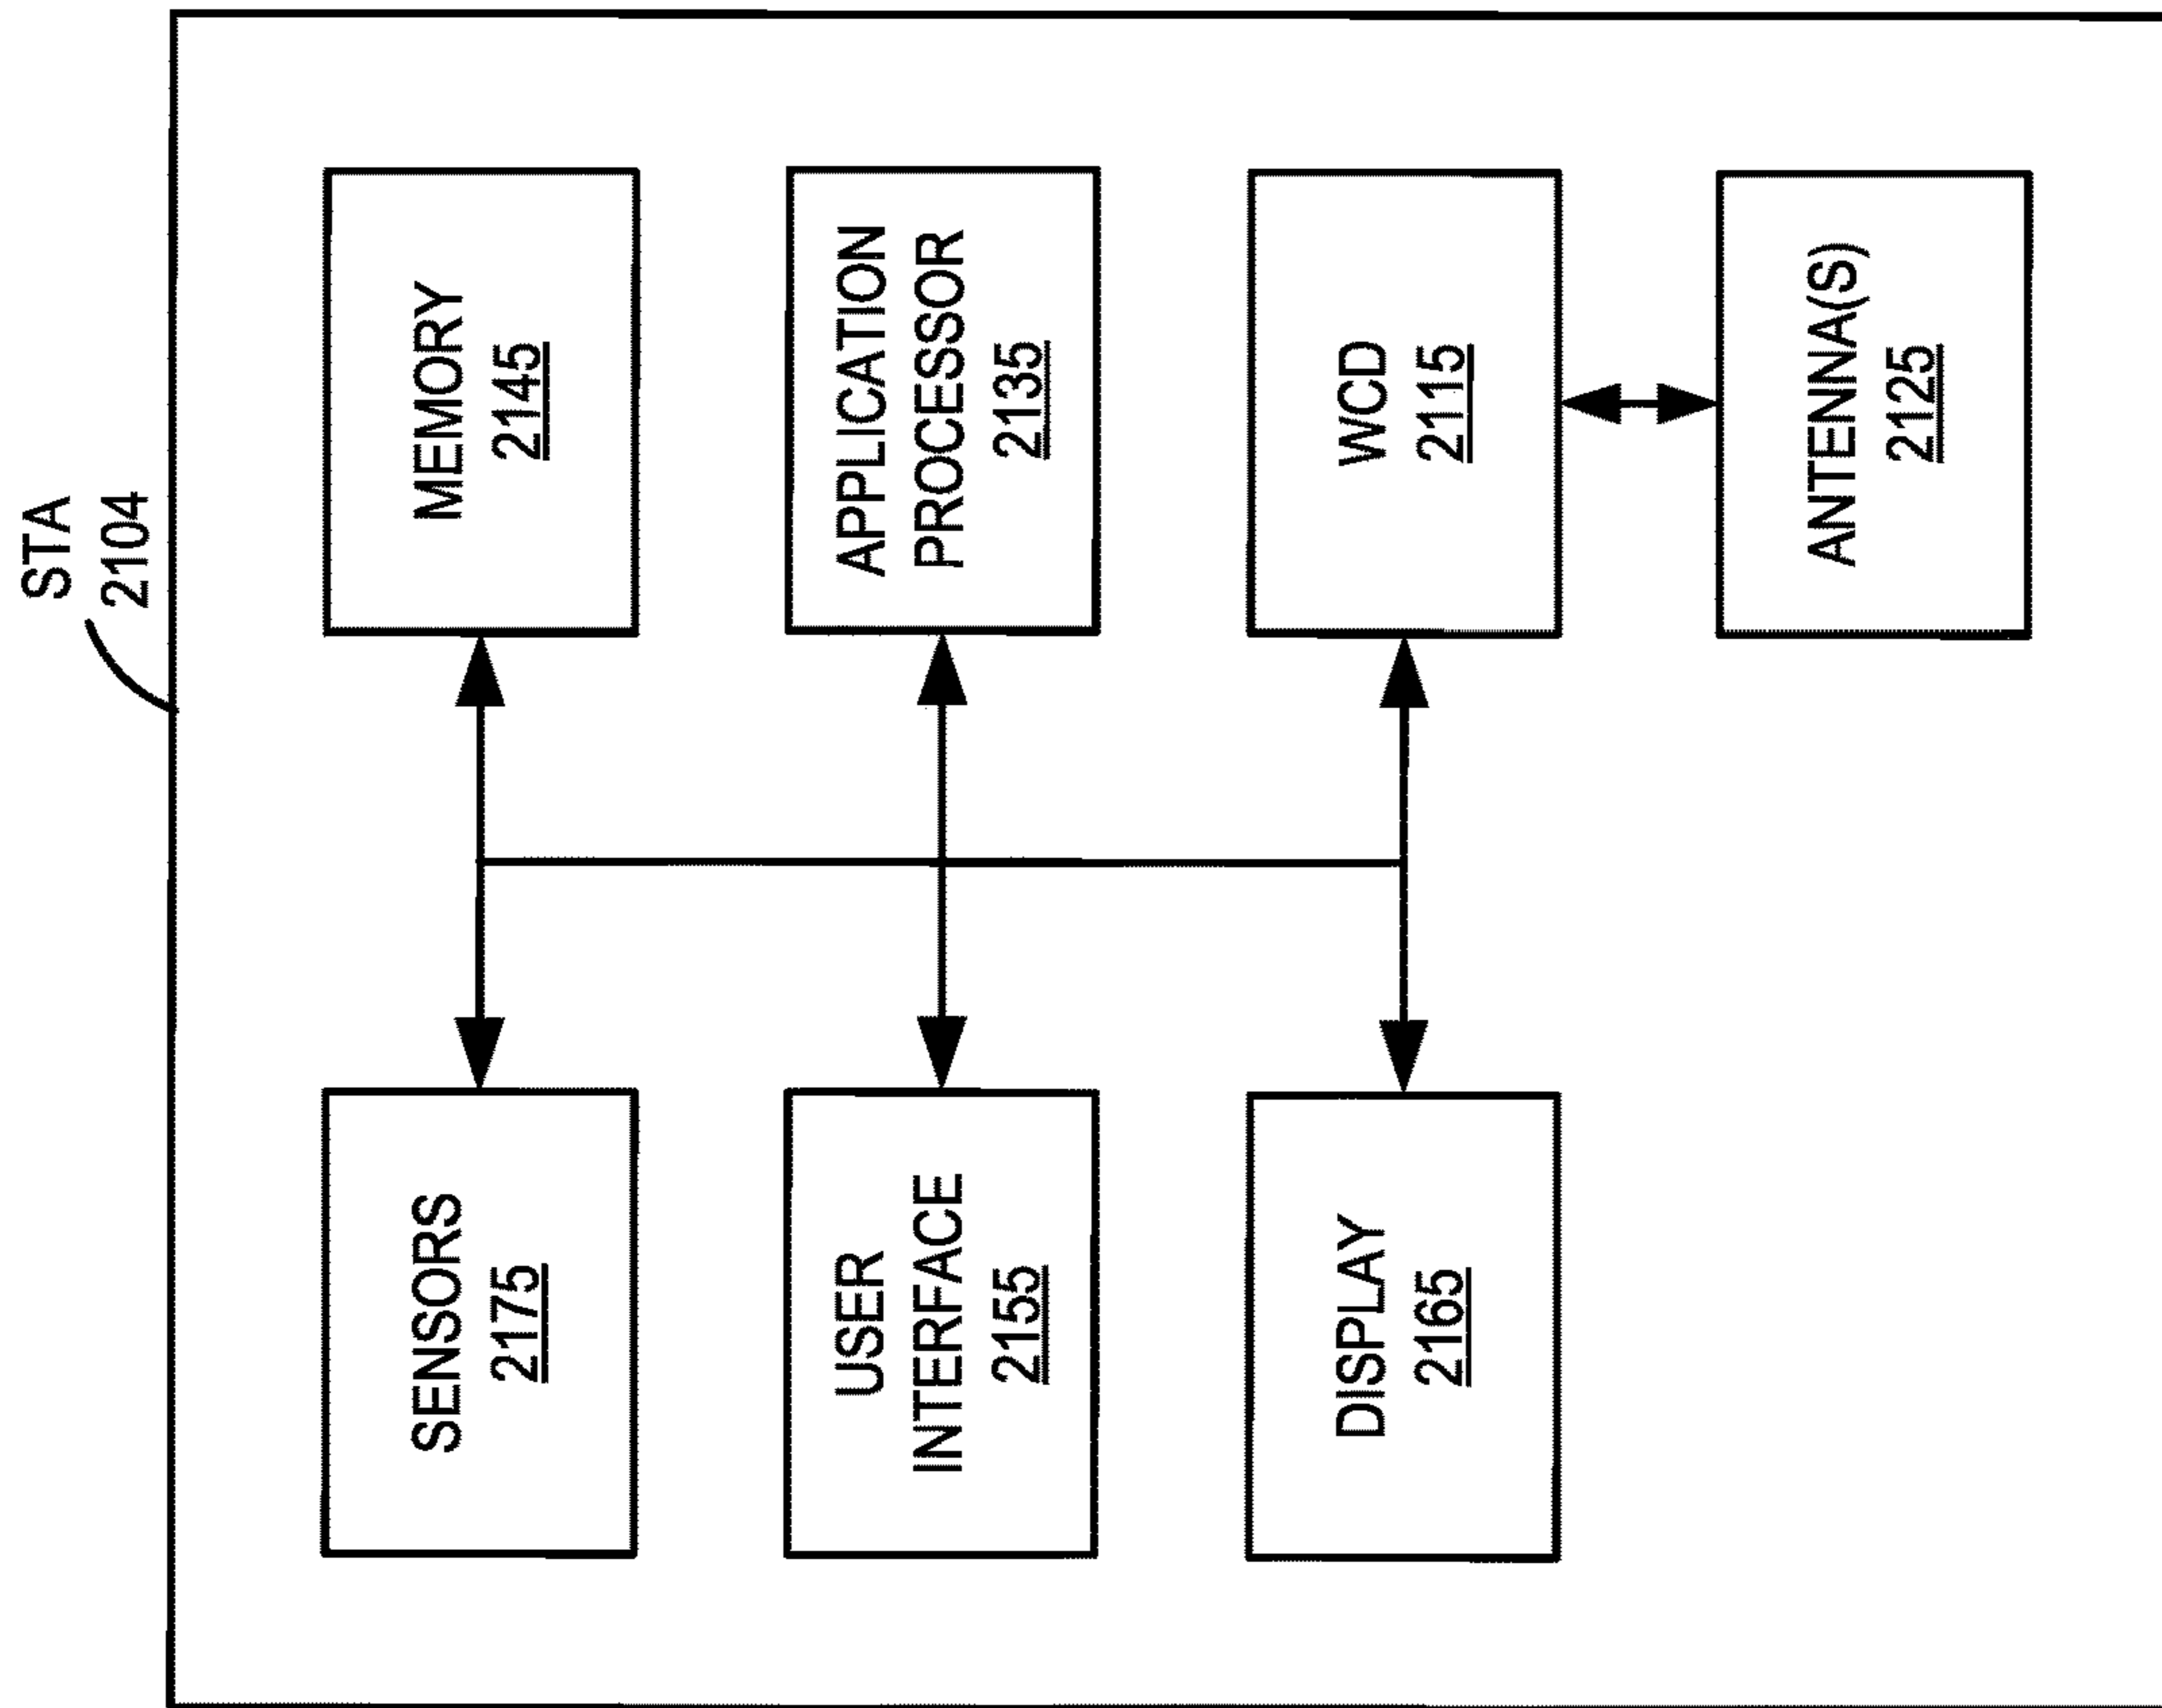 STA
2104
SENSORS
2175
MEMORY
2145
USER
INTERFACE
2155
APPLICATION
PROCESSOR
2135
DISPLAY
2165
WCD
2115
ANTENNA(S)
2125